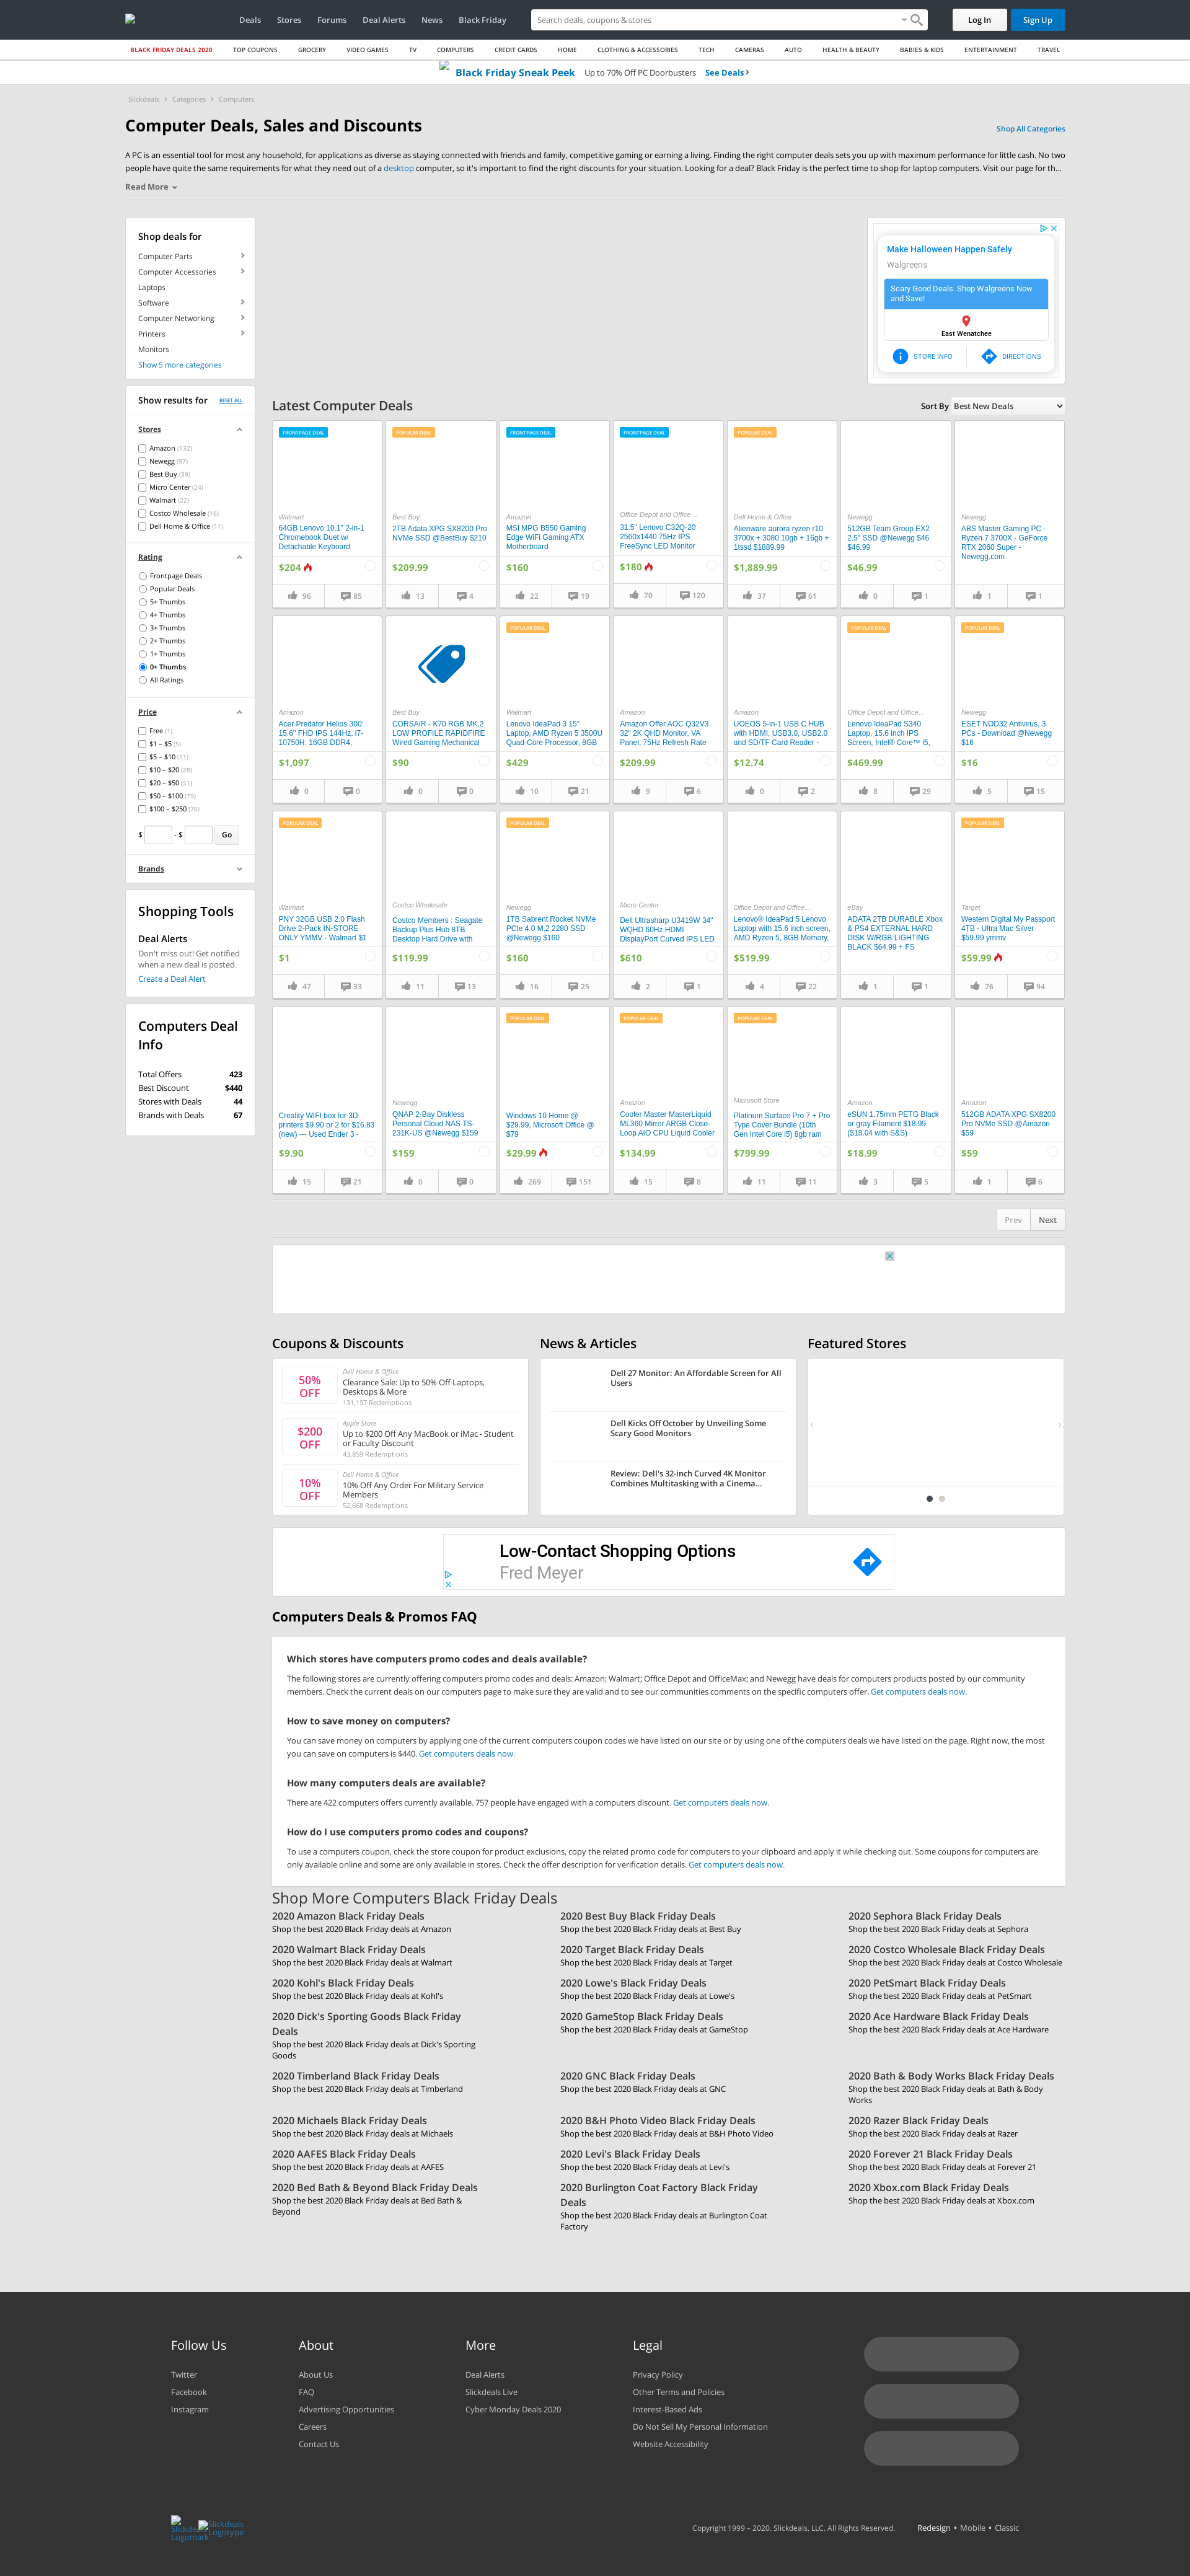 Deals Stores Forums Deal Alerts News Black Friday
Search deals, coupons & stores
Log In
Sign Up
BLACK FRIDAY DEALS 2020 TOP COUPONS GROCERY VIDEO GAMES TV COMPUTERS CREDIT CARDS HOME CLOTHING & ACCESSORIES TECH CAMERAS AUTO HEALTH & BEAUTY BABIES & KIDS ENTERTAINMENT TRAVEL
Black Friday Sneak Peek Up to 70% Off PC Doorbusters See Deals
Slickdeals Categories Computers
Computer Deals, Sales and Discounts
Shop All Categories
A PC is an essential tool for most any household, for applications as diverse as staying connected with friends and family, competitive gaming or earning a living. Finding the right computer deals sets you up with maximum performance for little cash. No two
people have quite the same requirements for what they need out of a desktop computer, so it's important to find the right discounts for your situation. Looking for a deal? Black Friday is the perfect time to shop for laptop computers. Visit our page for th...
Read More
Shop deals for
Computer Parts
Computer Accessories
Laptops
Software
Computer Networking
Printers
Monitors
Show 5 more categories
Show results for RESET ALL
Stores
Amazon (132)
Newegg (97)
Best Buy (39)
Micro Center (24)
Walmart (22)
Costco Wholesale (16)
Dell Home & Office (11)
Rating
Frontpage Deals
Popular Deals
5+ Thumbs
4+ Thumbs
3+ Thumbs
2+ Thumbs
1+ Thumbs
0+ Thumbs
All Ratings
Price
Free (1)
$1 – $5 (5)
$5 – $10 (11)
$10 – $20 (28)
$20 – $50 (51)
$50 – $100 (79)
$100 – $250 (76)
$ - $ Go
Brands
Shopping Tools
Deal Alerts
Don't miss out! Get notified
when a new deal is posted.
Create a Deal Alert
Computers Deal
Info
Total Offers 423
Best Discount $440
Stores with Deals 44
Brands with Deals 67
Make Halloween Happen Safely
Walgreens
Scary Good Deals. Shop Walgreens Now
and Save!
East Wenatchee
STORE INFO
DIRECTIONS
Latest Computer Deals
Sort By Best New Deals
FRONTPAGE DEAL
Walmart
64GB Lenovo 10.1" 2-in-1
Chromebook Duet w/
Detachable Keyboard
$204
96 85
POPULAR DEAL
Best Buy
2TB Adata XPG SX8200 Pro
NVMe SSD @BestBuy $210
$209.99
13 4
FRONTPAGE DEAL
Amazon
MSI MPG B550 Gaming
Edge WiFi Gaming ATX
Motherboard
$160
22 19
FRONTPAGE DEAL
Office Depot and Office...
31.5" Lenovo C32Q-20
2560x1440 75Hz IPS
FreeSync LED Monitor
$180
70 120
POPULAR DEAL
Dell Home & Office
Alienware aurora ryzen r10
3700x + 3080 10gb + 16gb +
1tssd $1889.99
$1,889.99
37 61
Newegg
512GB Team Group EX2
2.5" SSD @Newegg $46
$46.99
$46.99
0 1
Newegg
ABS Master Gaming PC -
Ryzen 7 3700X - GeForce
RTX 2060 Super -
Newegg.com
1 1
Amazon
Acer Predator Helios 300:
15.6" FHD IPS 144Hz, i7-
10750H, 16GB DDR4,
$1,097
0 0
Best Buy
CORSAIR - K70 RGB MK.2
LOW PROFILE RAPIDFIRE
Wired Gaming Mechanical
$90
0 0
POPULAR DEAL
Walmart
Lenovo IdeaPad 3 15"
Laptop, AMD Ryzen 5 3500U
Quad-Core Processor, 8GB
$429
10 21
Amazon
Amazon Offer AOC Q32V3
32" 2K QHD Monitor, VA
Panel, 75Hz Refresh Rate
$209.99
9 6
Amazon
UOEOS 5-in-1 USB C HUB
with HDMI, USB3.0, USB2.0
and SD/TF Card Reader -
$12.74
0 2
POPULAR DEAL
Office Depot and Office...
Lenovo IdeaPad S340
Laptop, 15.6 inch IPS
Screen, Intel® Core™ i5,
$469.99
8 29
POPULAR DEAL
Newegg
ESET NOD32 Antivirus, 3
PCs - Download @Newegg
$16
$16
5 15
POPULAR DEAL
Walmart
PNY 32GB USB 2.0 Flash
Drive 2-Pack IN-STORE
ONLY YMMV - Walmart $1
$1
47 33
Costco Wholesale
Costco Members : Seagate
Backup Plus Hub 8TB
Desktop Hard Drive with
$119.99
11 13
POPULAR DEAL
Newegg
1TB Sabrent Rocket NVMe
PCIe 4.0 M.2 2280 SSD
@Newegg $160
$160
16 25
Micro Center
Dell Ultrasharp U3419W 34"
WQHD 60Hz HDMI
DisplayPort Curved IPS LED
$610
2 1
Office Depot and Office...
Lenovo® IdeaPad 5 Lenovo
Laptop with 15.6 inch screen,
AMD Ryzen 5, 8GB Memory,
$519.99
4 22
eBay
ADATA 2TB DURABLE Xbox
& PS4 EXTERNAL HARD
DISK W/RGB LIGHTING
BLACK $64.99 + FS
1 1
POPULAR DEAL
Target
Western Digital My Passport
4TB - Ultra Mac Silver
$59.99 ymmv
$59.99
76 94
Creality WIFI box for 3D
printers $9.90 or 2 for $16.83
(new) --- Used Ender 3 -
$9.90
15 21
Newegg
QNAP 2-Bay Diskless
Personal Cloud NAS TS-
231K-US @Newegg $159
$159
0 0
POPULAR DEAL
Windows 10 Home @
$29.99, Microsoft Office @
$79
$29.99
269 151
POPULAR DEAL
Amazon
Cooler Master MasterLiquid
ML360 Mirror ARGB Close-
Loop AIO CPU Liquid Cooler
$134.99
15 8
POPULAR DEAL
Microsoft Store
Platinum Surface Pro 7 + Pro
Type Cover Bundle (10th
Gen Intel Core i5) 8gb ram
$799.99
11 11
Amazon
eSUN 1.75mm PETG Black
or gray Filament $18.99
($18.04 with S&S)
$18.99
3 5
Amazon
512GB ADATA XPG SX8200
Pro NVMe SSD @Amazon
$59
$59
1 6
Prev Next
Coupons & Discounts
50%
OFF
Dell Home & Office
Clearance Sale: Up to 50% Off Laptops,
Desktops & More
131,197 Redemptions
$200
OFF
Apple Store
Up to $200 Off Any MacBook or iMac - Student
or Faculty Discount
43,859 Redemptions
10%
OFF
Dell Home & Office
10% Off Any Order For Military Service
Members
52,668 Redemptions
News & Articles
Dell 27 Monitor: An Affordable Screen for All
Users
Dell Kicks Off October by Unveiling Some
Scary Good Monitors
Review: Dell's 32-inch Curved 4K Monitor
Combines Multitasking with a Cinema...
Featured Stores
Low-Contact Shopping Options
Fred Meyer
Computers Deals & Promos FAQ
Which stores have computers promo codes and deals available?
The following stores are currently offering computers promo codes and deals: Amazon; Walmart; Office Depot and OfficeMax; and Newegg have deals for computers products posted by our community
members. Check the current deals on our computers page to make sure they are valid and to see our communities comments on the specific computers offer. Get computers deals now.
How to save money on computers?
You can save money on computers by applying one of the current computers coupon codes we have listed on our site or by using one of the computers deals we have listed on the page. Right now, the most
you can save on computers is $440. Get computers deals now.
How many computers deals are available?
There are 422 computers offers currently available. 757 people have engaged with a computers discount. Get computers deals now.
How do I use computers promo codes and coupons?
To use a computers coupon, check the store coupon for product exclusions, copy the related promo code for computers to your clipboard and apply it while checking out. Some coupons for computers are
only available online and some are only available in stores. Check the offer description for verification details. Get computers deals now.
Shop More Computers Black Friday Deals
2020 Amazon Black Friday Deals
Shop the best 2020 Black Friday deals at Amazon
2020 Best Buy Black Friday Deals
Shop the best 2020 Black Friday deals at Best Buy
2020 Sephora Black Friday Deals
Shop the best 2020 Black Friday deals at Sephora
2020 Walmart Black Friday Deals
Shop the best 2020 Black Friday deals at Walmart
2020 Target Black Friday Deals
Shop the best 2020 Black Friday deals at Target
2020 Costco Wholesale Black Friday Deals
Shop the best 2020 Black Friday deals at Costco Wholesale
2020 Kohl's Black Friday Deals
Shop the best 2020 Black Friday deals at Kohl's
2020 Lowe's Black Friday Deals
Shop the best 2020 Black Friday deals at Lowe's
2020 PetSmart Black Friday Deals
Shop the best 2020 Black Friday deals at PetSmart
2020 Dick's Sporting Goods Black Friday
Deals
Shop the best 2020 Black Friday deals at Dick's Sporting
Goods
2020 GameStop Black Friday Deals
Shop the best 2020 Black Friday deals at GameStop
2020 Ace Hardware Black Friday Deals
Shop the best 2020 Black Friday deals at Ace Hardware
2020 Timberland Black Friday Deals
Shop the best 2020 Black Friday deals at Timberland
2020 GNC Black Friday Deals
Shop the best 2020 Black Friday deals at GNC
2020 Bath & Body Works Black Friday Deals
Shop the best 2020 Black Friday deals at Bath & Body
Works
2020 Michaels Black Friday Deals
Shop the best 2020 Black Friday deals at Michaels
2020 B&H Photo Video Black Friday Deals
Shop the best 2020 Black Friday deals at B&H Photo Video
2020 Razer Black Friday Deals
Shop the best 2020 Black Friday deals at Razer
2020 AAFES Black Friday Deals
Shop the best 2020 Black Friday deals at AAFES
2020 Levi's Black Friday Deals
Shop the best 2020 Black Friday deals at Levi's
2020 Forever 21 Black Friday Deals
Shop the best 2020 Black Friday deals at Forever 21
2020 Bed Bath & Beyond Black Friday Deals
Shop the best 2020 Black Friday deals at Bed Bath &
Beyond
2020 Burlington Coat Factory Black Friday
Deals
Shop the best 2020 Black Friday deals at Burlington Coat
Factory
2020 Xbox.com Black Friday Deals
Shop the best 2020 Black Friday deals at Xbox.com
Follow Us
Twitter
Facebook
Instagram
About
About Us
FAQ
Advertising Opportunities
Careers
Contact Us
More
Deal Alerts
Slickdeals Live
Cyber Monday Deals 2020
Legal
Privacy Policy
Other Terms and Policies
Interest-Based Ads
Do Not Sell My Personal Information
Website Accessibility
Slickdeals
Logomark
Slickdeals
Logotype
Copyright 1999 – 2020. Slickdeals, LLC. All Rights Reserved. Redesign • Mobile • Classic